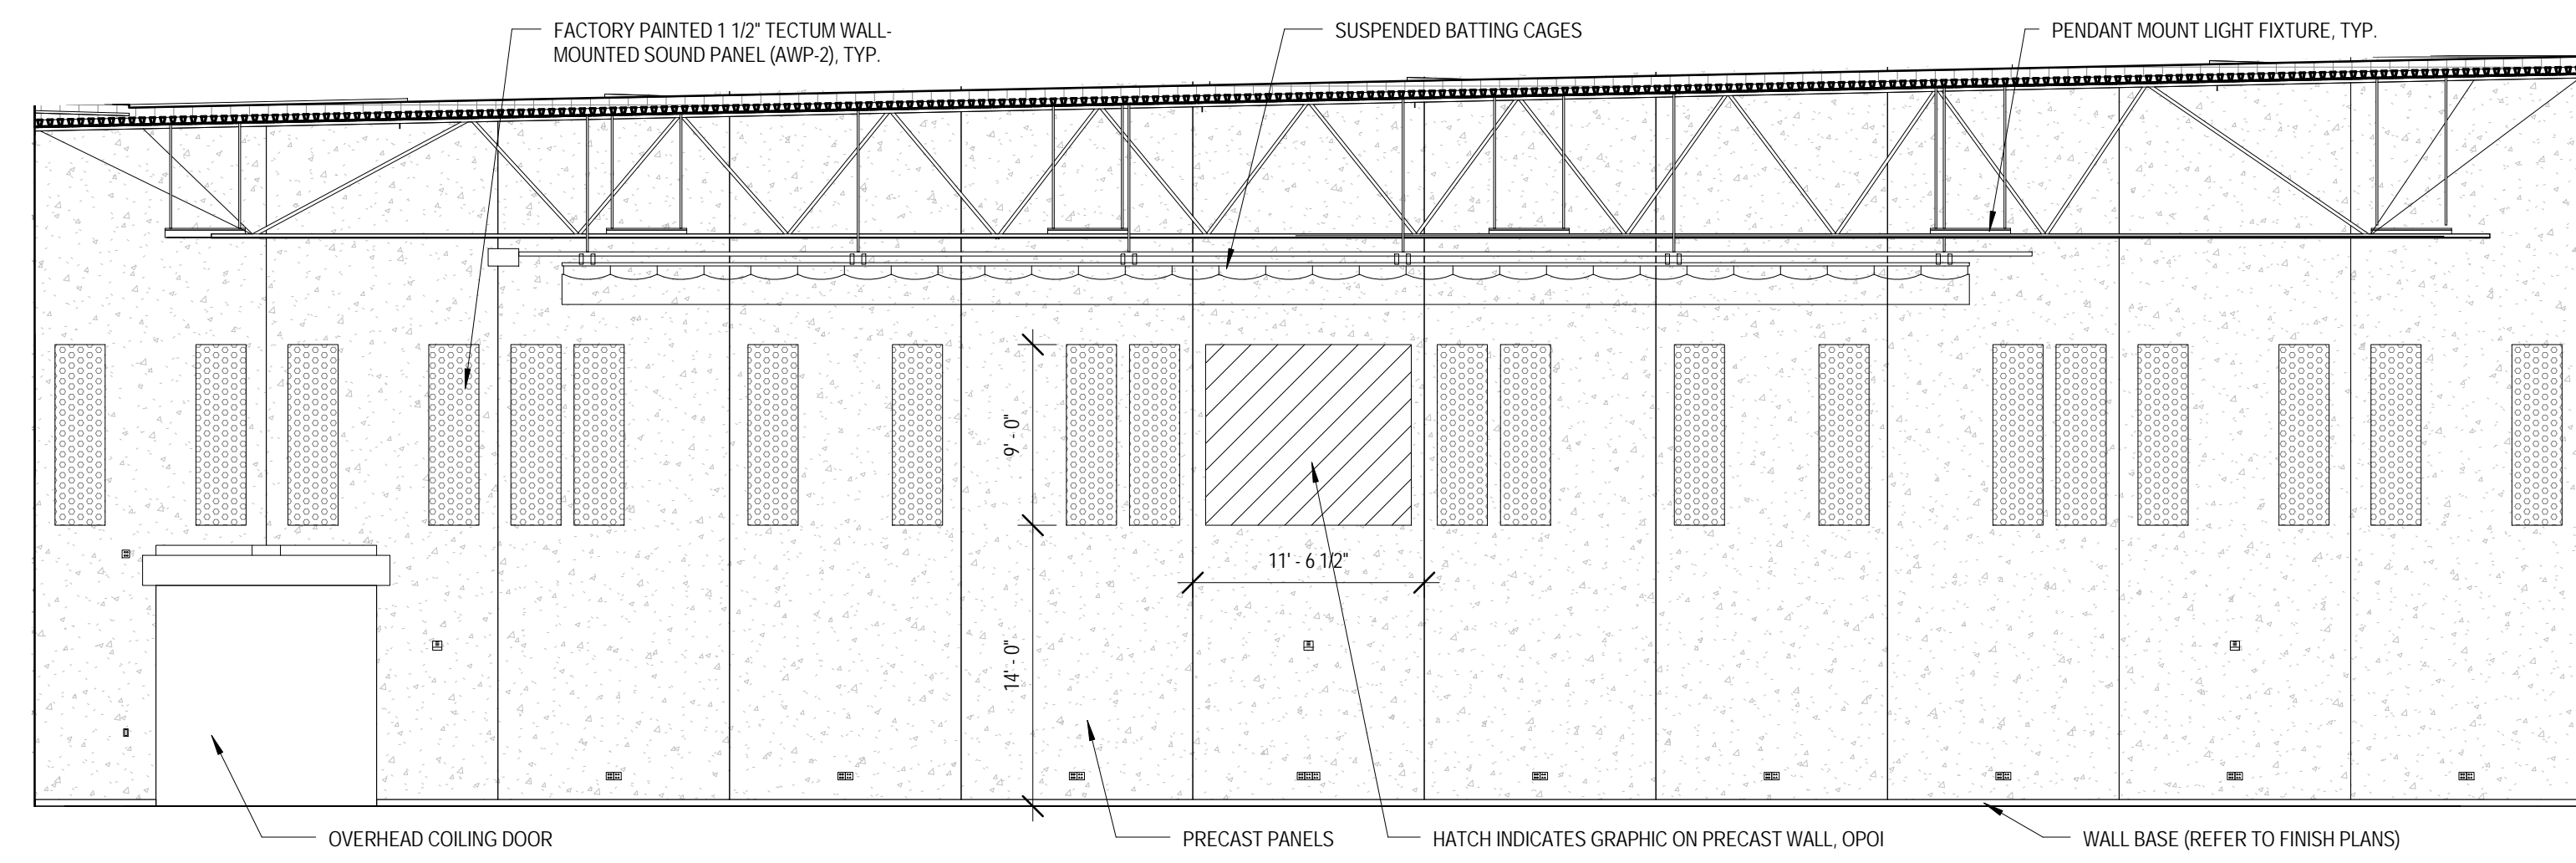 FACTORY PAINTED 1 1/2" TECTUM WALL-
MOUNTED SOUND PANEL (AWP-2), TYP.
SUSPENDED BATTING CAGES
PENDANT MOUNT LIGHT FIXTURE, TYP.
9' - 0"
11' - 6 1/2"
14' - 0"
OVERHEAD COILING DOOR
PRECAST PANELS
HATCH INDICATES GRAPHIC ON PRECAST WALL, OPOI
WALL BASE (REFER TO FINISH PLANS)